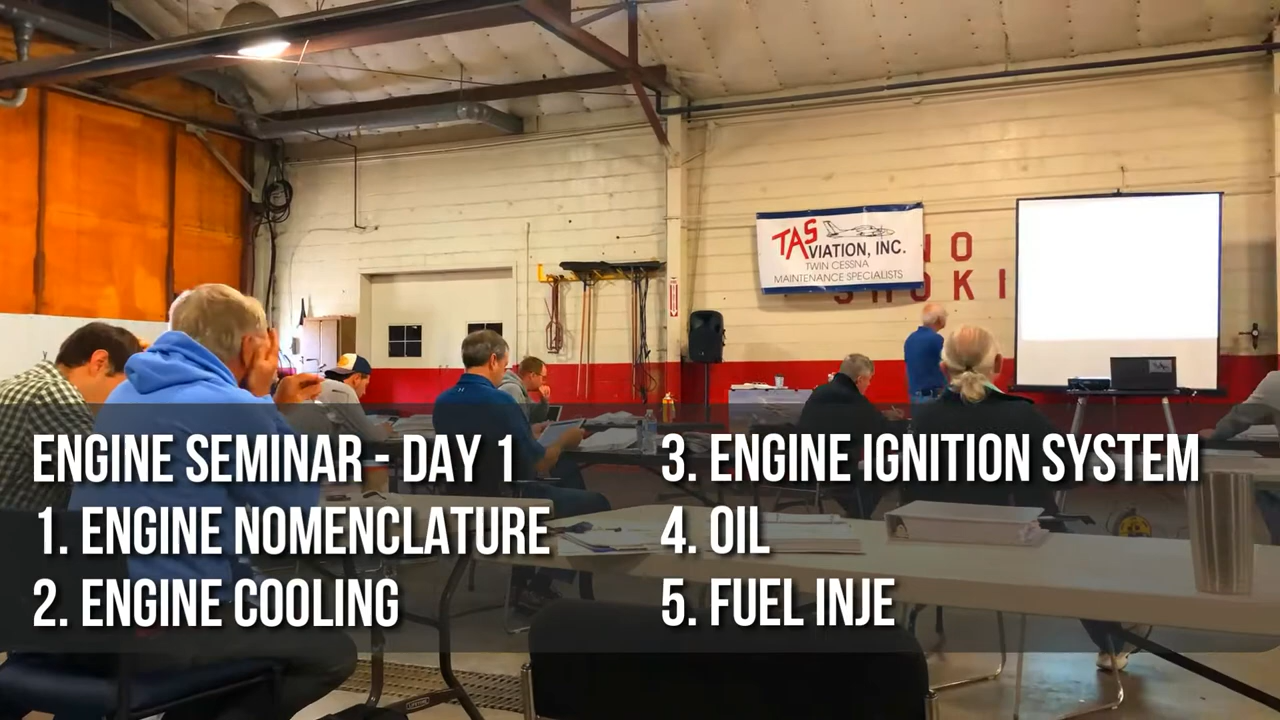 TAS
AVIATION, INC.
TWIN CESSNA
MAINTENANCE SPECIALISTS
NO
SMOKI
ENGINE SEMINAR - DAY 1
1. ENGINE NOMENCLATURE
2. ENGINE COOLING
3. ENGINE IGNITION SYSTEM
4. OIL
5. FUEL INJE